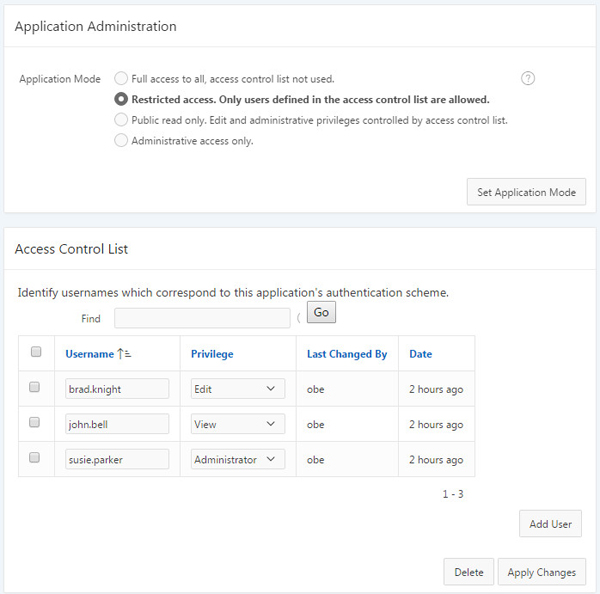 Application Administration
Application Mode
Full access to all, access control list not used.
?
Restricted access. Only users defined in the access control list are allowed.
Public read only. Edit and administrative privileges controlled by access control list.
Administrative access only.
Set Application Mode
Access Control List
Identify usernames which correspond to this application's authentication scheme.
Find ( Go
Username Privilege Last Changed By Date
brad.knight Edit obe 2 hours ago
john.bell View obe 2 hours ago
susie.parker Administrator obe 2 hours ago
1 - 3
Add User
Delete Apply Changes